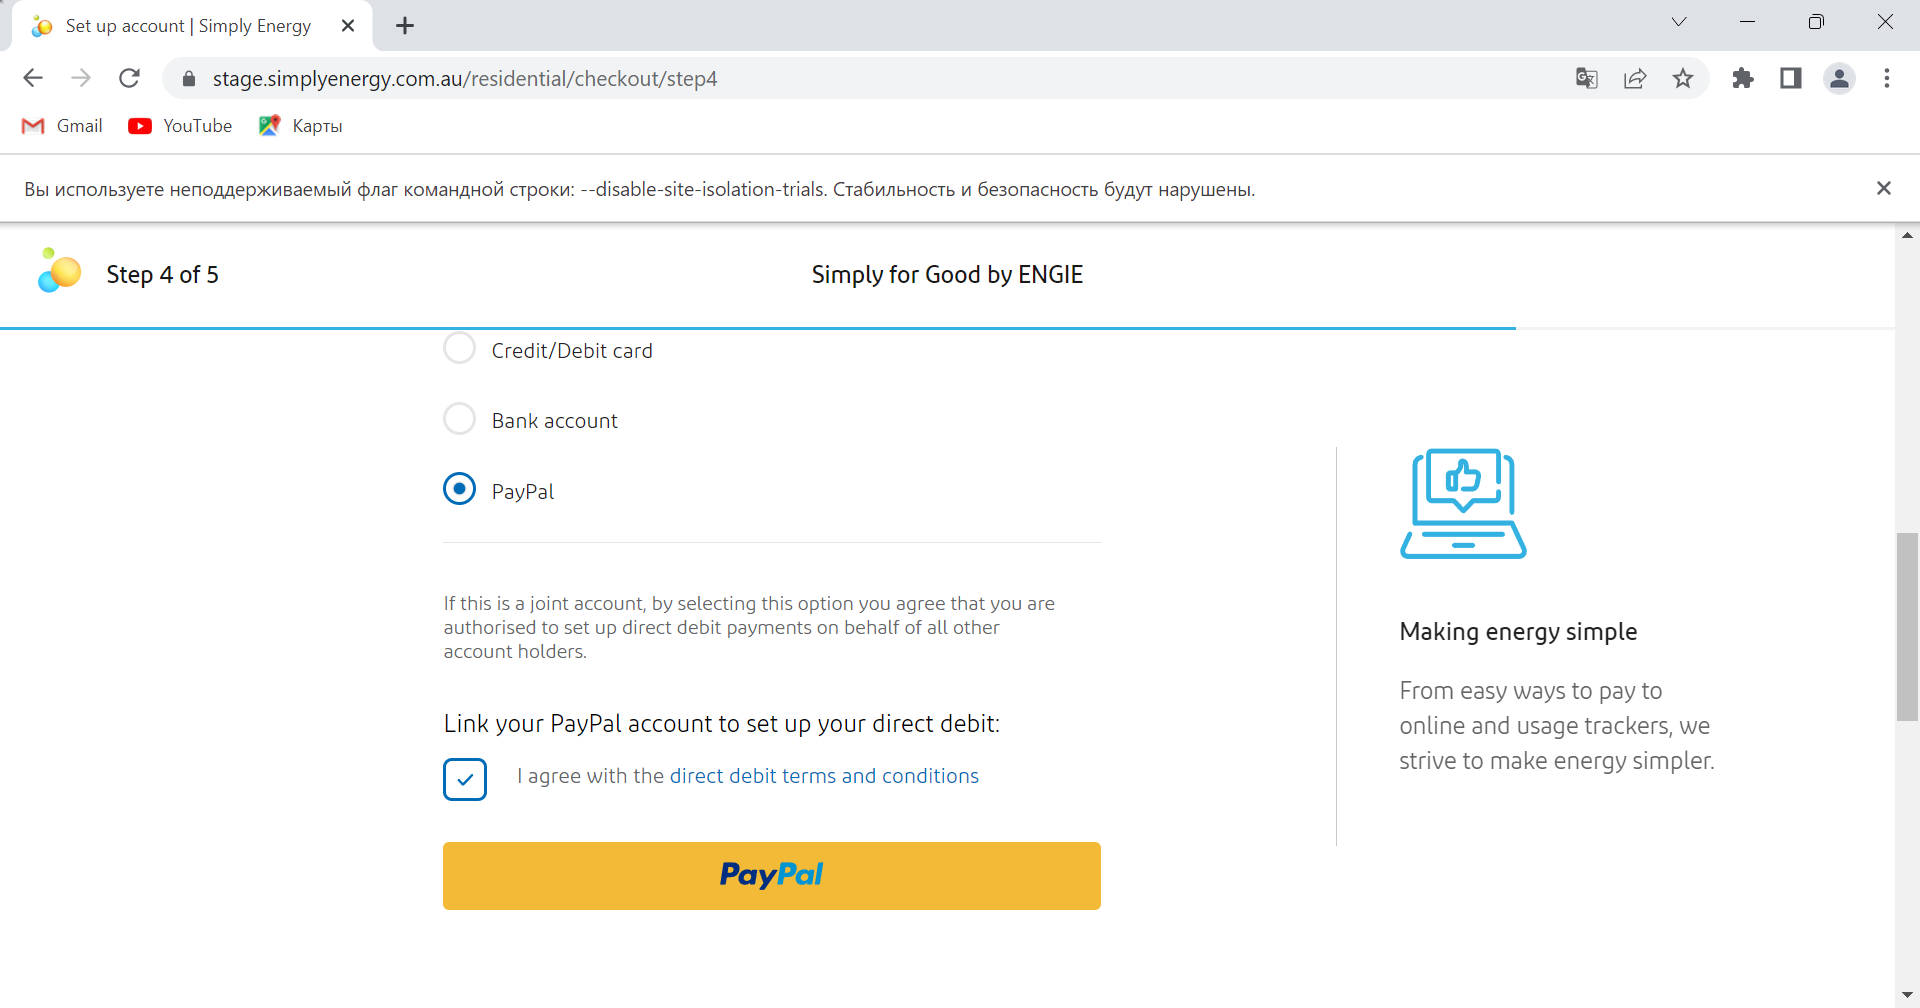 Set up account | Simply Energy
stage.simplyenergy.com.au/residential/checkout/step4
Gmail
YouTube
Карты
Вы используете неподдерживаемый флаг командной строки: --disable-site-isolation-trials. Стабильность и безопасность будут нарушены.
Step 4 of 5
Simply for Good by ENGIE
Credit/Debit card
Bank account
PayPal
If this is a joint account, by selecting this option you agree that you are
authorised to set up direct debit payments on behalf of all other
account holders.
Link your PayPal account to set up your direct debit:
I agree with the direct debit terms and conditions
PayPal
Making energy simple
From easy ways to pay to
online and usage trackers, we
strive to make energy simpler.